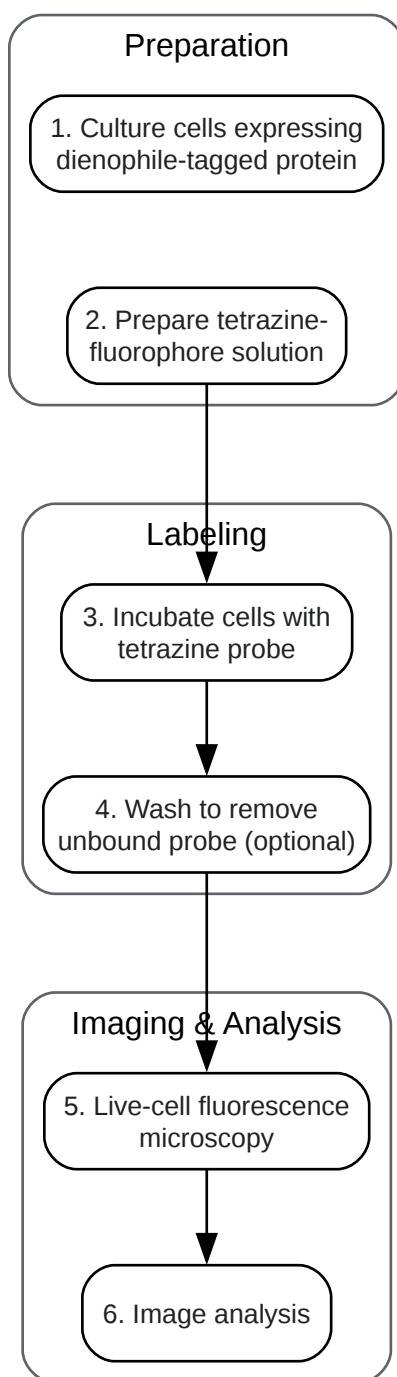 Preparation
1. Culture cells expressing
dienophile-tagged protein
2. Prepare tetrazine-
fluorophore solution
Labeling
3. Incubate cells with
tetrazine probe
4. Wash to remove
unbound probe (optional)
Imaging & Analysis
5. Live-cell fluorescence
microscopy
6. Image analysis